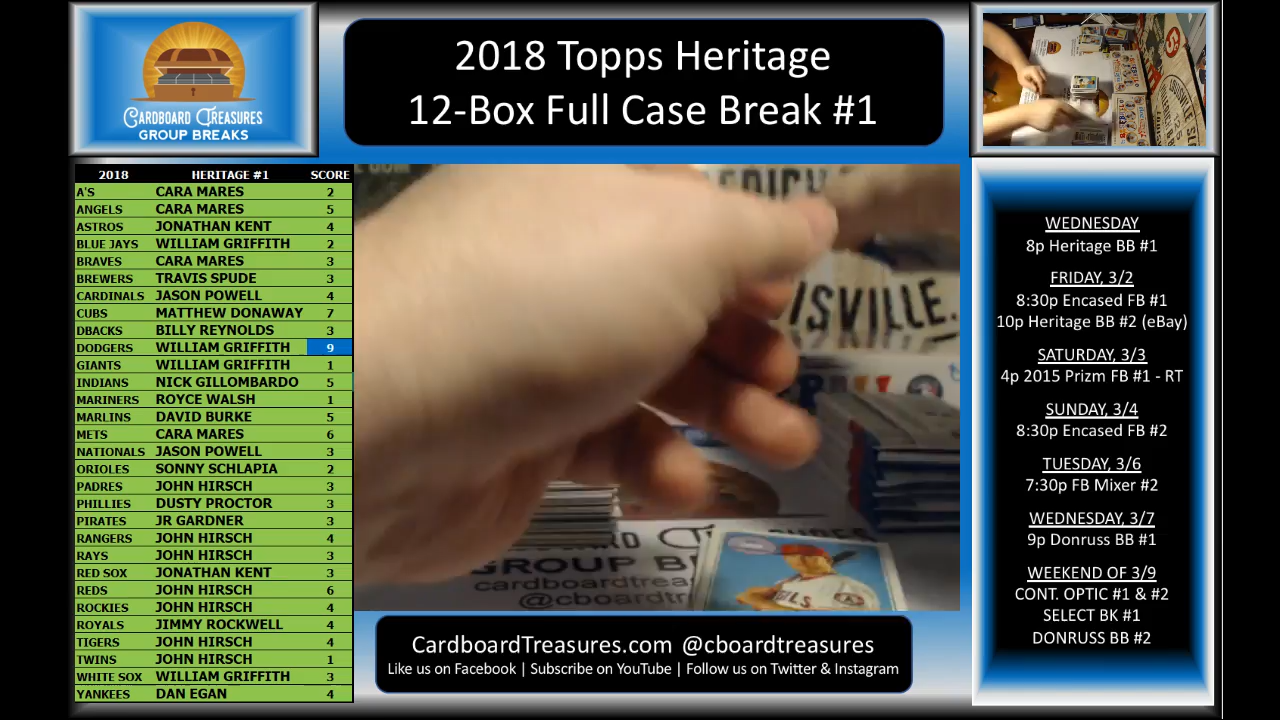 CARDBOARD TREASURES
GROUP BREAKS
2018 Topps Heritage
12-Box Full Case Break #1
2018 HERITAGE #1 SCORE
A'S CARA MARES 2
ANGELS CARA MARES 5
ASTROS JONATHAN KENT 4
BLUE JAYS WILLIAM GRIFFITH 2
BRAVES CARA MARES 3
BREWERS TRAVIS SPUDE 3
CARDINALS JASON POWELL 4
CUBS MATTHEW DONAWAY 7
DBACKS BILLY REYNOLDS 3
DODGERS WILLIAM GRIFFITH 9
GIANTS WILLIAM GRIFFITH 1
INDIANS NICK GILLOMBARDO 5
MARINERS ROYCE WALSH 1
MARLINS DAVID BURKE 5
METS CARA MARES 6
NATIONALS JASON POWELL 3
ORIOLES SONNY SCHLAPIA 2
PADRES JOHN HIRSCH 3
PHILLIES DUSTY PROCTOR 3
PIRATES JR GARDNER 3
RANGERS JOHN HIRSCH 4
RAYS JOHN HIRSCH 3
RED SOX JONATHAN KENT 3
REDS JOHN HIRSCH 6
ROCKIES JOHN HIRSCH 4
ROYALS JIMMY ROCKWELL 4
TIGERS JOHN HIRSCH 4
TWINS JOHN HIRSCH 1
WHITE SOX WILLIAM GRIFFITH 3
YANKEES DAN EGAN 4
ISVILLE.
GROUP B
cardboardtrea
@cboardt
CardboardTreasures.com @cboardtreasures
Like us on Facebook | Subscribe on YouTube | Follow us on Twitter & Instagram
WEDNESDAY
8p Heritage BB #1
FRIDAY, 3/2
8:30p Encased FB #1
10p Heritage BB #2 (eBay)
SATURDAY, 3/3
4p 2015 Prizm FB #1 - RT
SUNDAY, 3/4
8:30p Encased FB #2
TUESDAY, 3/6
7:30p FB Mixer #2
WEDNESDAY, 3/7
9p Donruss BB #1
WEEKEND OF 3/9
CONT. OPTIC #1 & #2
SELECT BK #1
DONRUSS BB #2